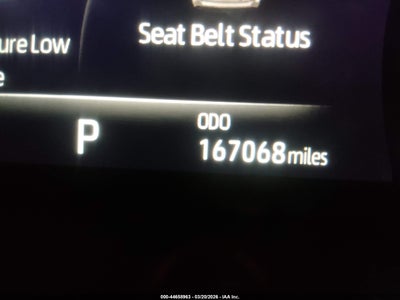 Seat Belt Status
ure Low
e
P
ODO
167068 miles
000-44658963 - 03/20/2026 - IAA Inc.